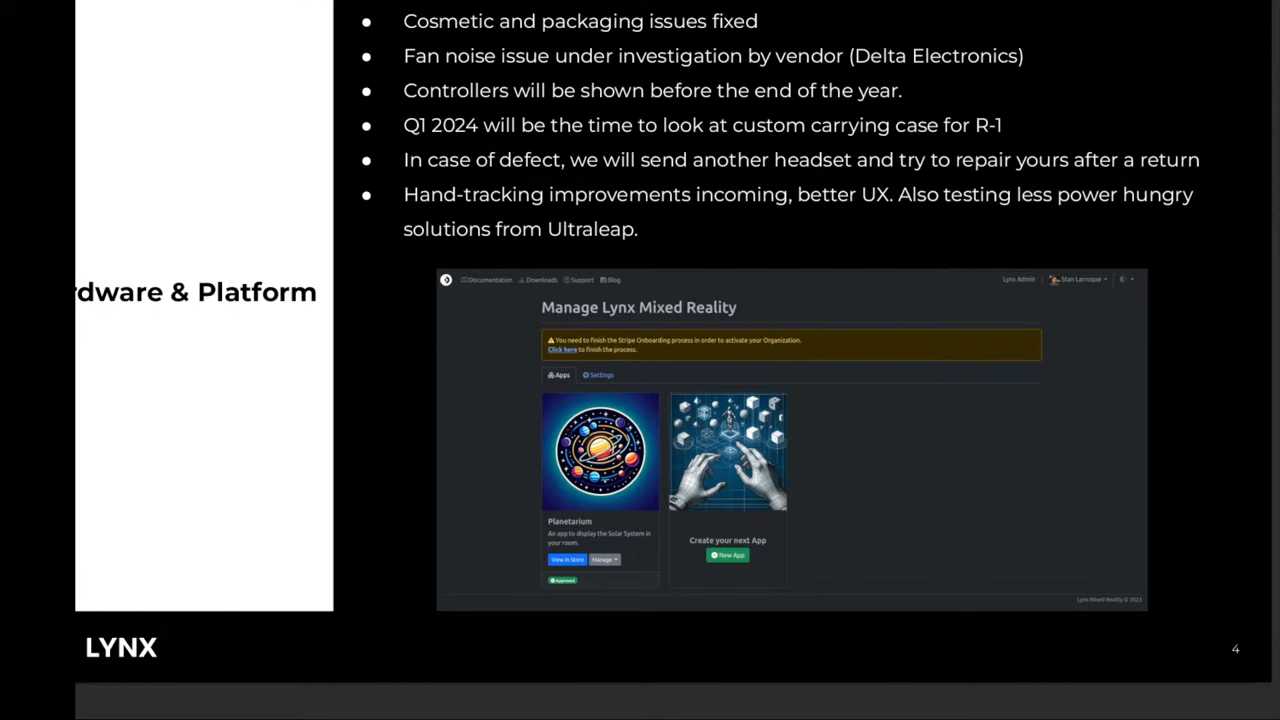 ● Cosmetic and packaging issues fixed
● Fan noise issue under investigation by vendor (Delta Electronics)
● Controllers will be shown before the end of the year.
● Q1 2024 will be the time to look at custom carrying case for R-1
● In case of defect, we will send another headset and try to repair yours after a return
● Hand-tracking improvements incoming, better UX. Also testing less power hungry
solutions from Ultraleap.
rdware & Platform
Documentation Downloads Support Blog Lynx Admin Stan Larroque
Manage Lynx Mixed Reality
You need to finish the Stripe Onboarding process in order to activate your Organization.
Click here to finish the process.
Apps Settings
Planetarium
An app to display the Solar System in
your room.
View in Store Manage
Approved
Create your next App
New App
Lynx Mixed Reality © 2023
LYNX
4